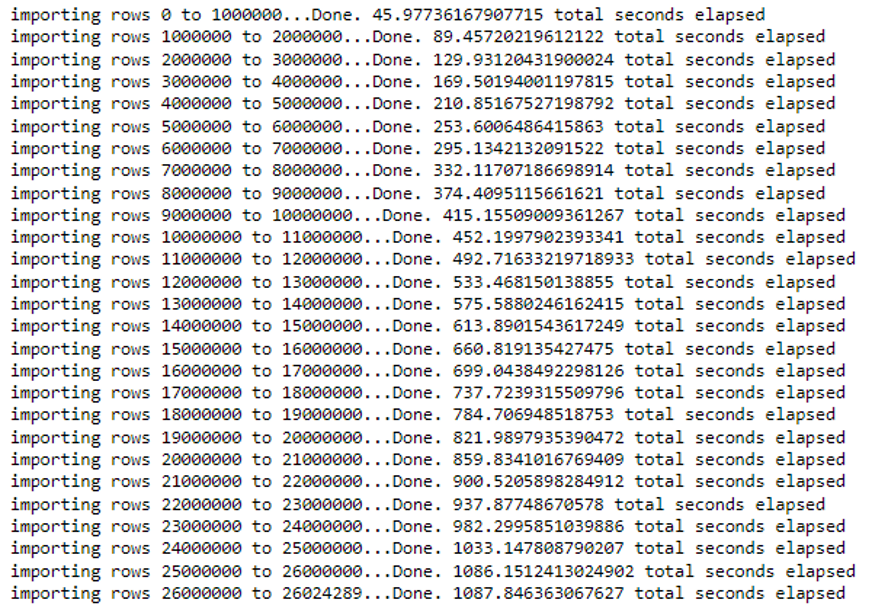 importing rows 0 to 1000000...Done. 45.97736167907715 total seconds elapsed
importing rows 1000000 to 2000000...Done. 89.45720219612122 total seconds elapsed
importing rows 2000000 to 3000000...Done. 129.93120431900024 total seconds elapsed
importing rows 3000000 to 4000000...Done. 169.50194001197815 total seconds elapsed
importing rows 4000000 to 5000000...Done. 210.85167527198792 total seconds elapsed
importing rows 5000000 to 6000000...Done. 253.6006486415863 total seconds elapsed
importing rows 6000000 to 7000000...Done. 295.1342132091522 total seconds elapsed
importing rows 7000000 to 8000000...Done. 332.11707186698914 total seconds elapsed
importing rows 8000000 to 9000000...Done. 374.4095115661621 total seconds elapsed
importing rows 9000000 to 10000000...Done. 415.15509009361267 total seconds elapsed
importing rows 10000000 to 11000000...Done. 452.1997902393341 total seconds elapsed
importing rows 11000000 to 12000000...Done. 492.71633219718933 total seconds elapsed
importing rows 12000000 to 13000000...Done. 533.468150138855 total seconds elapsed
importing rows 13000000 to 14000000...Done. 575.5880246162415 total seconds elapsed
importing rows 14000000 to 15000000...Done. 613.8901543617249 total seconds elapsed
importing rows 15000000 to 16000000...Done. 660.819135427475 total seconds elapsed
importing rows 16000000 to 17000000...Done. 699.0438492298126 total seconds elapsed
importing rows 17000000 to 18000000...Done. 737.7239315509796 total seconds elapsed
importing rows 18000000 to 19000000...Done. 784.706948518753 total seconds elapsed
importing rows 19000000 to 20000000...Done. 821.9897935390472 total seconds elapsed
importing rows 20000000 to 21000000...Done. 859.8341016769409 total seconds elapsed
importing rows 21000000 to 22000000...Done. 900.5205898284912 total seconds elapsed
importing rows 22000000 to 23000000...Done. 937.87748670578 total seconds elapsed
importing rows 23000000 to 24000000...Done. 982.2995851039886 total seconds elapsed
importing rows 24000000 to 25000000...Done. 1033.147808790207 total seconds elapsed
importing rows 25000000 to 26000000...Done. 1086.1512413024902 total seconds elapsed
importing rows 26000000 to 26024289...Done. 1087.846363067627 total seconds elapsed